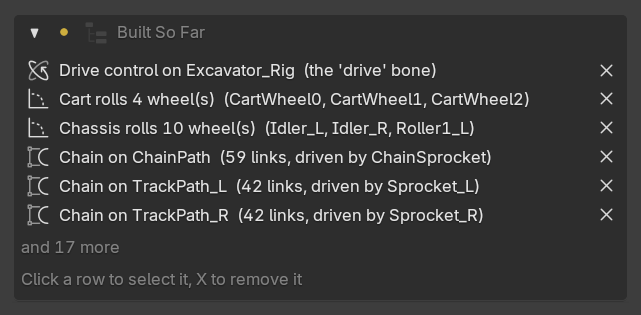 Built So Far
Drive control on Excavator_Rig (the 'drive' bone)
Cart rolls 4 wheel(s) (CartWheel0, CartWheel1, CartWheel2)
Chassis rolls 10 wheel(s) (Idler_L, Idler_R, Roller1_L)
Chain on ChainPath (59 links, driven by ChainSprocket)
Chain on TrackPath_L (42 links, driven by Sprocket_L)
Chain on TrackPath_R (42 links, driven by Sprocket_R)
and 17 more
Click a row to select it, X to remove it